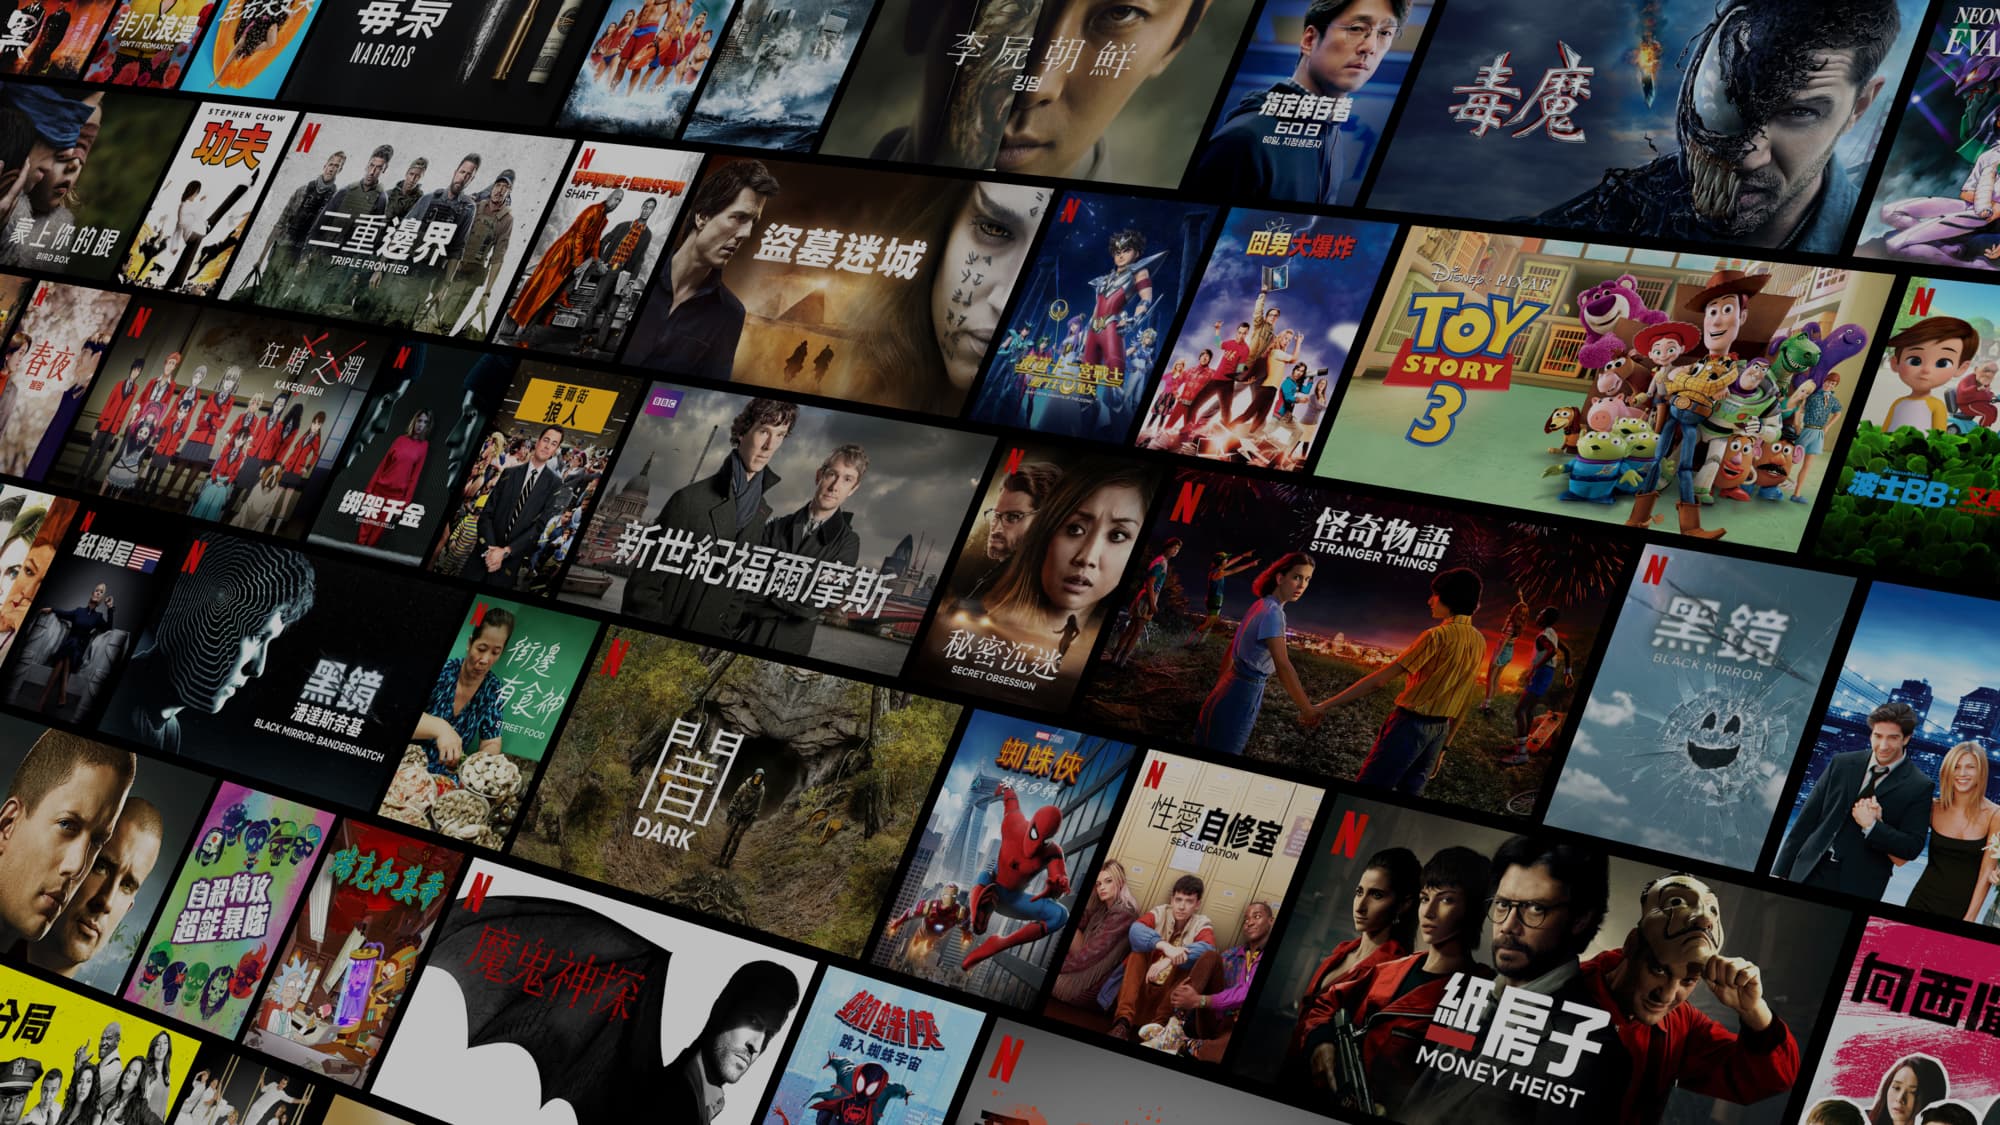 非凡浪漫
ISN'T IT ROMANTIC
毒梟
NARCOS
李屍朝鮮
킹덤
指定倖存者
60日
60일, 지정생존자
毒魔
NEON
EVA
蒙上你的眼
BIRD BOX
STEPHEN CHOW
功夫
N
三重邊界
TRIPLE FRONTIER
N
SHAFT
盜墓迷城
N
囧男大爆炸
DISNEY · PIXAR
TOY
STORY
3
N
波士BB:
N
春夜
봄밤
N
狂賭之淵
KAKEGURUI
N
綁架千金
KIDNAPPING STELLA
華爾街
狼人
BBC
新世紀福爾摩斯
N
秘密沉迷
SECRET OBSESSION
N
怪奇物語
STRANGER THINGS
N
黑鏡
BLACK MIRROR
N
紙牌屋
N
黑鏡
潘達斯奈基
BLACK MIRROR: BANDERSNATCH
N
街邊
有食神
STREET FOOD
N
闇
DARK
MARVEL STUDIOS
蜘蛛俠
N
性愛自修室
SEX EDUCATION
N
紙房子
MONEY HEIST
自殺特攻
超能暴隊
瑞克和莫蒂
N
魔鬼神探
蜘蛛俠
跳入蜘蛛宇宙
N
分局
向西聞